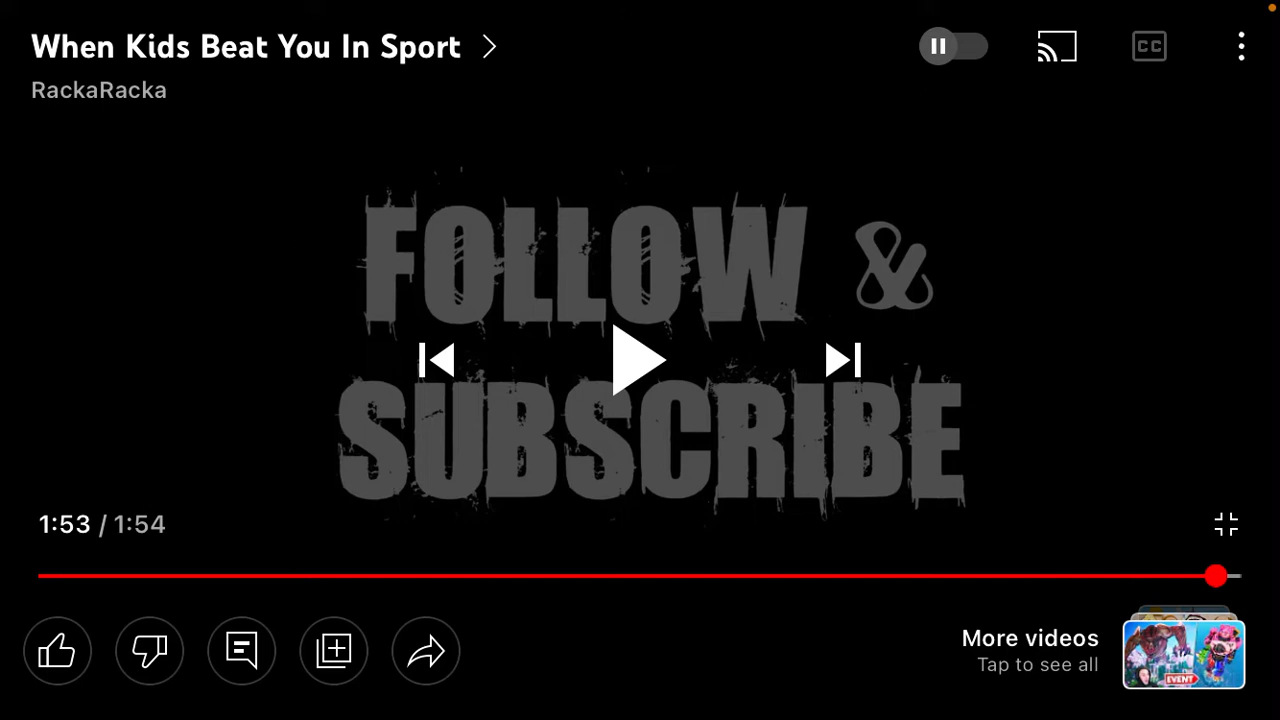 When Kids Beat You In Sport
RackaRacka
CC
FOLLOW &
SUBSCRIBE
1:53 / 1:54
More videos
Tap to see all
EVENT